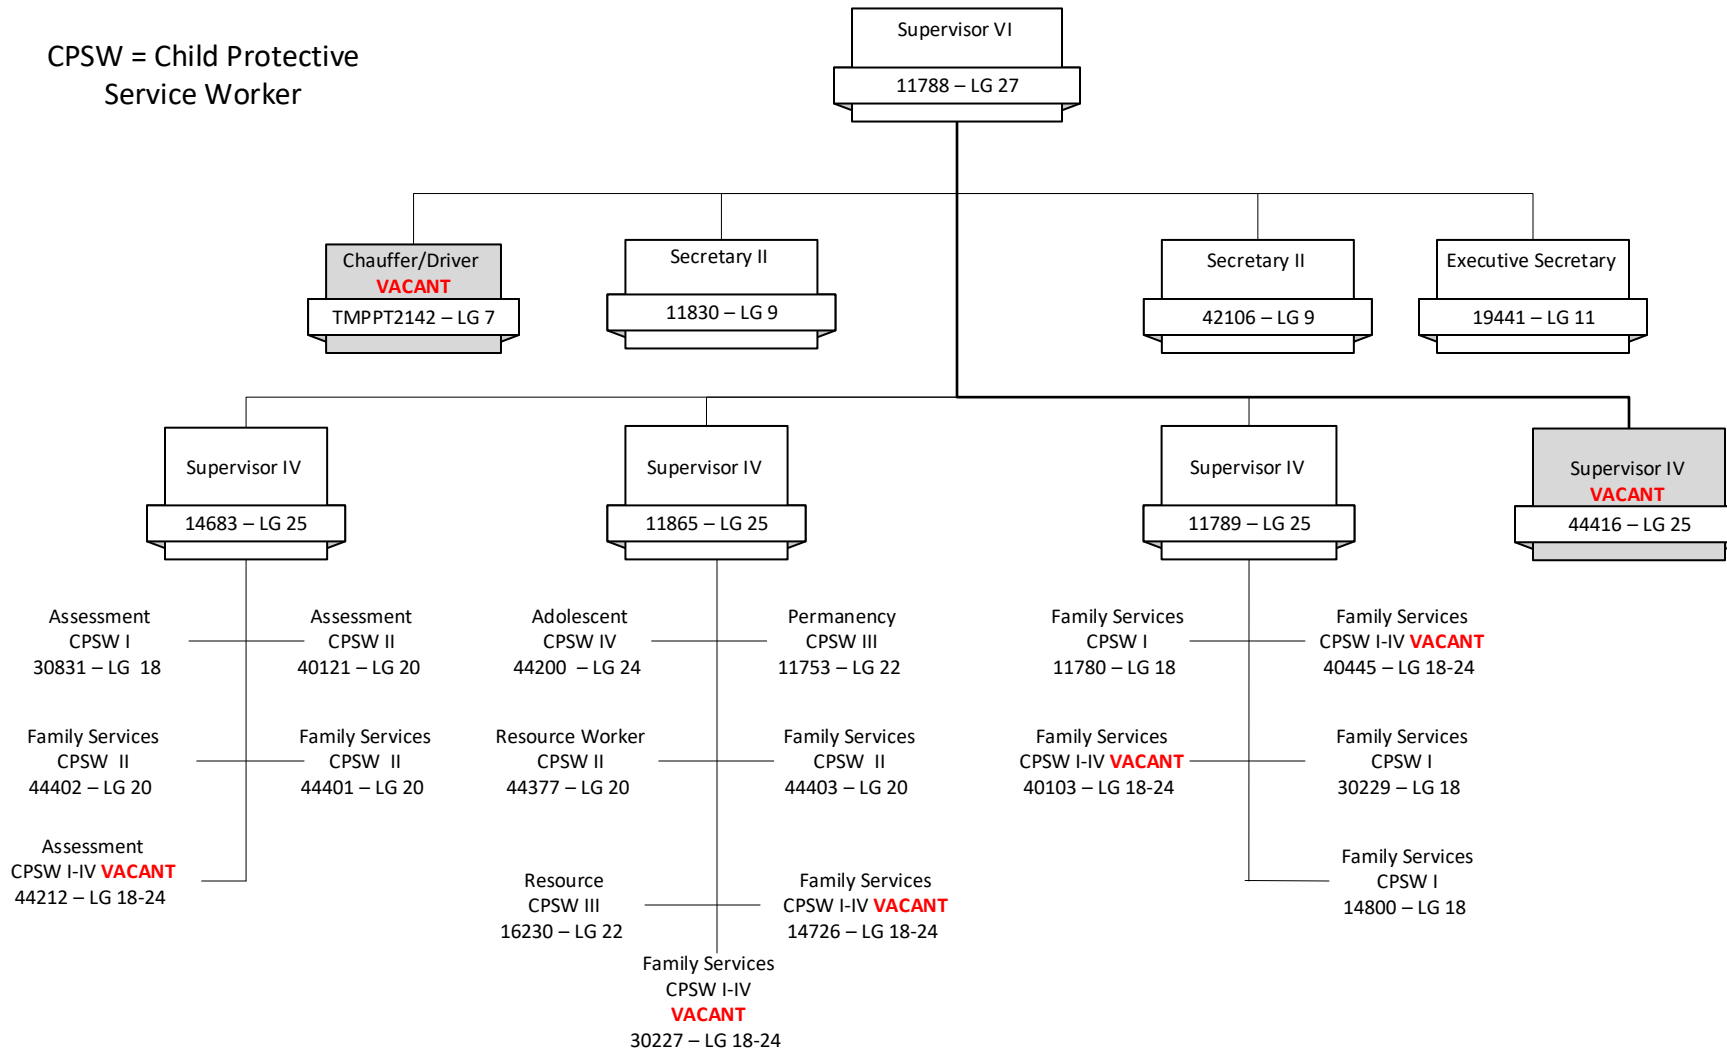 CPSW = Child Protective
Service Worker
Supervisor VI
11788 – LG 27
Chauffer/Driver
VACANT
TMPPT2142 – LG 7
Secretary II
11830 – LG 9
Secretary II
42106 – LG 9
Executive Secretary
19441 – LG 11
Supervisor IV
14683 – LG 25
Supervisor IV
11865 – LG 25
Supervisor IV
11789 – LG 25
Supervisor IV
VACANT
44416 – LG 25
Assessment
CPSW I
30831 – LG 18
Assessment
CPSW II
40121 – LG 20
Family Services
CPSW II
44402 – LG 20
Family Services
CPSW II
44401 – LG 20
Assessment
CPSW I-IV VACANT
44212 – LG 18-24
Adolescent
CPSW IV
44200 – LG 24
Permanency
CPSW III
11753 – LG 22
Resource Worker
CPSW II
44377 – LG 20
Family Services
CPSW II
44403 – LG 20
Resource
CPSW III
16230 – LG 22
Family Services
CPSW I-IV VACANT
14726 – LG 18-24
Family Services
CPSW I-IV
VACANT
30227 – LG 18-24
Family Services
CPSW I
11780 – LG 18
Family Services
CPSW I-IV VACANT
40445 – LG 18-24
Family Services
CPSW I-IV VACANT
40103 – LG 18-24
Family Services
CPSW I
30229 – LG 18
Family Services
CPSW I
14800 – LG 18